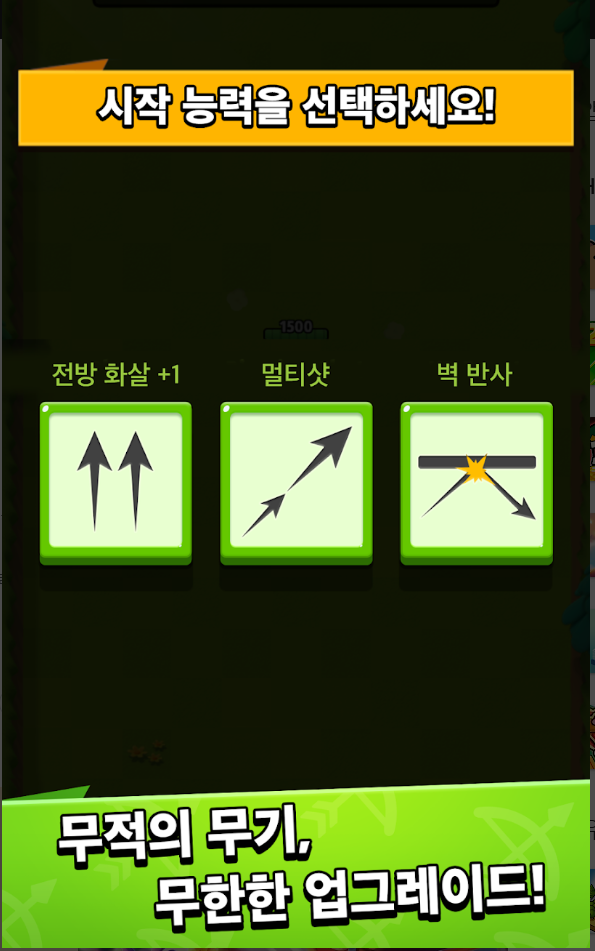 시작 능력을 선택하세요!
1500
전방 화살 +1
멀티샷
벽 반사
무적의 무기,
무한한 업그레이드!